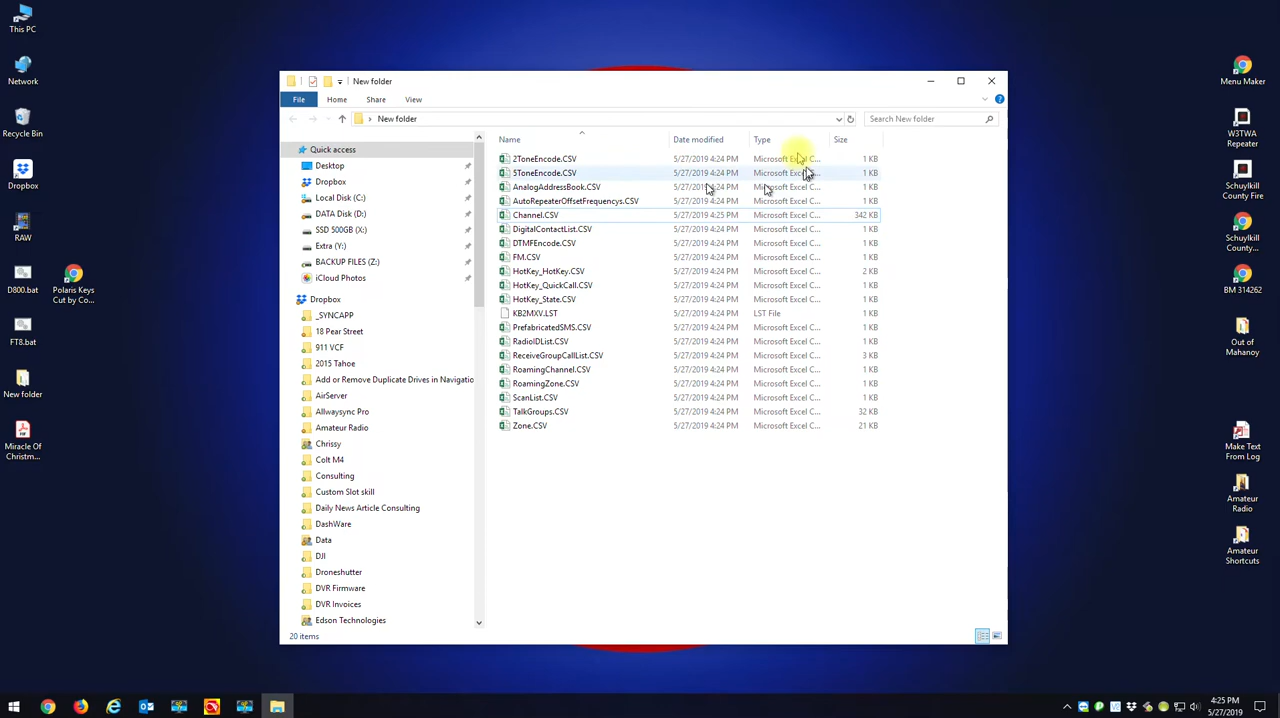 This PC
Network
Recycle Bin
Dropbox
RAW
D800.bat
Polaris Keys
Cut by Co...
FT8.bat
New folder
Miracle Of
Christm...
New folder
File
Home
Share
View
New folder
Search New folder
Quick access
Desktop
Dropbox
Local Disk (C:)
DATA Disk (D:)
SSD 500GB (X:)
Extra (Y:)
BACKUP FILES (Z:)
iCloud Photos
Dropbox
_SYNCAPP
18 Pear Street
911 VCF
2015 Tahoe
Add or Remove Duplicate Drives in Navigatio
AirServer
Allwaysync Pro
Amateur Radio
Chrissy
Colt M4
Consulting
Custom Slot skill
Daily News Article Consulting
DashWare
Data
DJI
Droneshutter
DVR Firmware
DVR Invoices
Edson Technologies
Name Date modified Type Size
2ToneEncode.CSV 5/27/2019 4:24 PM Microsoft Excel C... 1 KB
5ToneEncode.CSV 5/27/2019 4:24 PM Microsoft Excel C... 1 KB
AnalogAddressBook.CSV 5/27/2019 4:24 PM Microsoft Excel C... 1 KB
AutoRepeaterOffsetFrequencys.CSV 5/27/2019 4:24 PM Microsoft Excel C... 1 KB
Channel.CSV 5/27/2019 4:25 PM Microsoft Excel C... 342 KB
DigitalContactList.CSV 5/27/2019 4:24 PM Microsoft Excel C... 1 KB
DTMFEncode.CSV 5/27/2019 4:24 PM Microsoft Excel C... 1 KB
FM.CSV 5/27/2019 4:24 PM Microsoft Excel C... 1 KB
HotKey_HotKey.CSV 5/27/2019 4:24 PM Microsoft Excel C... 2 KB
HotKey_QuickCall.CSV 5/27/2019 4:24 PM Microsoft Excel C... 1 KB
HotKey_State.CSV 5/27/2019 4:24 PM Microsoft Excel C... 1 KB
KB2MXV.LST 5/27/2019 4:24 PM LST File 1 KB
PrefabricatedSMS.CSV 5/27/2019 4:24 PM Microsoft Excel C... 1 KB
RadioIDList.CSV 5/27/2019 4:24 PM Microsoft Excel C... 1 KB
ReceiveGroupCallList.CSV 5/27/2019 4:24 PM Microsoft Excel C... 3 KB
RoamingChannel.CSV 5/27/2019 4:24 PM Microsoft Excel C... 1 KB
RoamingZone.CSV 5/27/2019 4:24 PM Microsoft Excel C... 1 KB
ScanList.CSV 5/27/2019 4:24 PM Microsoft Excel C... 1 KB
TalkGroups.CSV 5/27/2019 4:24 PM Microsoft Excel C... 32 KB
Zone.CSV 5/27/2019 4:24 PM Microsoft Excel C... 21 KB
20 items
Menu Maker
W3TWA
Repeater
Schuylkill
County Fire
Schuylkill
County...
BM 314262
Out of
Mahanoy
Make Text
From Log
Amateur
Radio
Amateur
Shortcuts
4:25 PM
5/27/2019